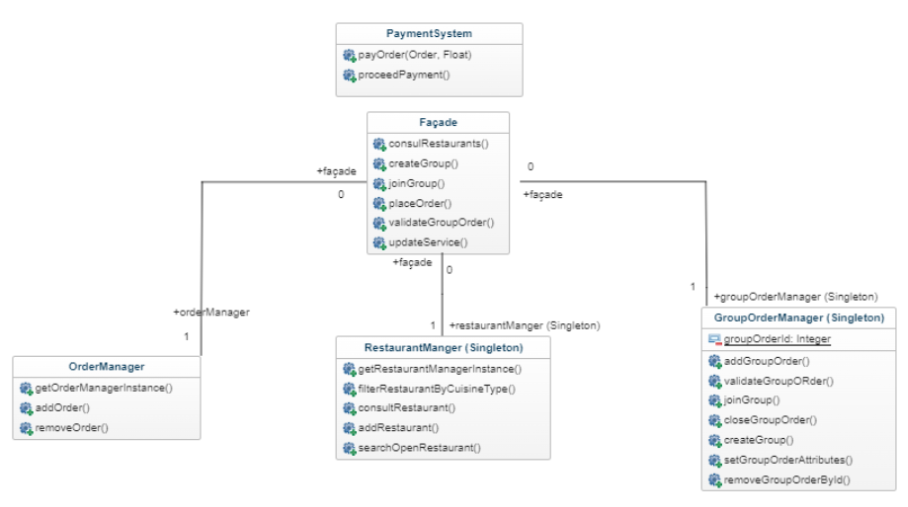 PaymentSystem
payOrder(Order, Float)
proceedPayment()
Façade
consulRestaurants()
createGroup()
joinGroup()
placeOrder()
validateGroupOrder()
updateService()
+façade
0
0
+façade
+façade
0
+orderManager
1
1
+restaurantManger (Singleton)
1
+groupOrderManager (Singleton)
OrderManager
getOrderManagerInstance()
addOrder()
removeOrder()
RestaurantManger (Singleton)
getRestaurantManagerInstance()
filterRestaurantByCuisineType()
consultRestaurant()
addRestaurant()
searchOpenRestaurant()
GroupOrderManager (Singleton)
groupOrderId: Integer
addGroupOrder()
validateGroupORder()
joinGroup()
closeGroupOrder()
createGroup()
setGroupOrderAttributes()
removeGroupOrderById()